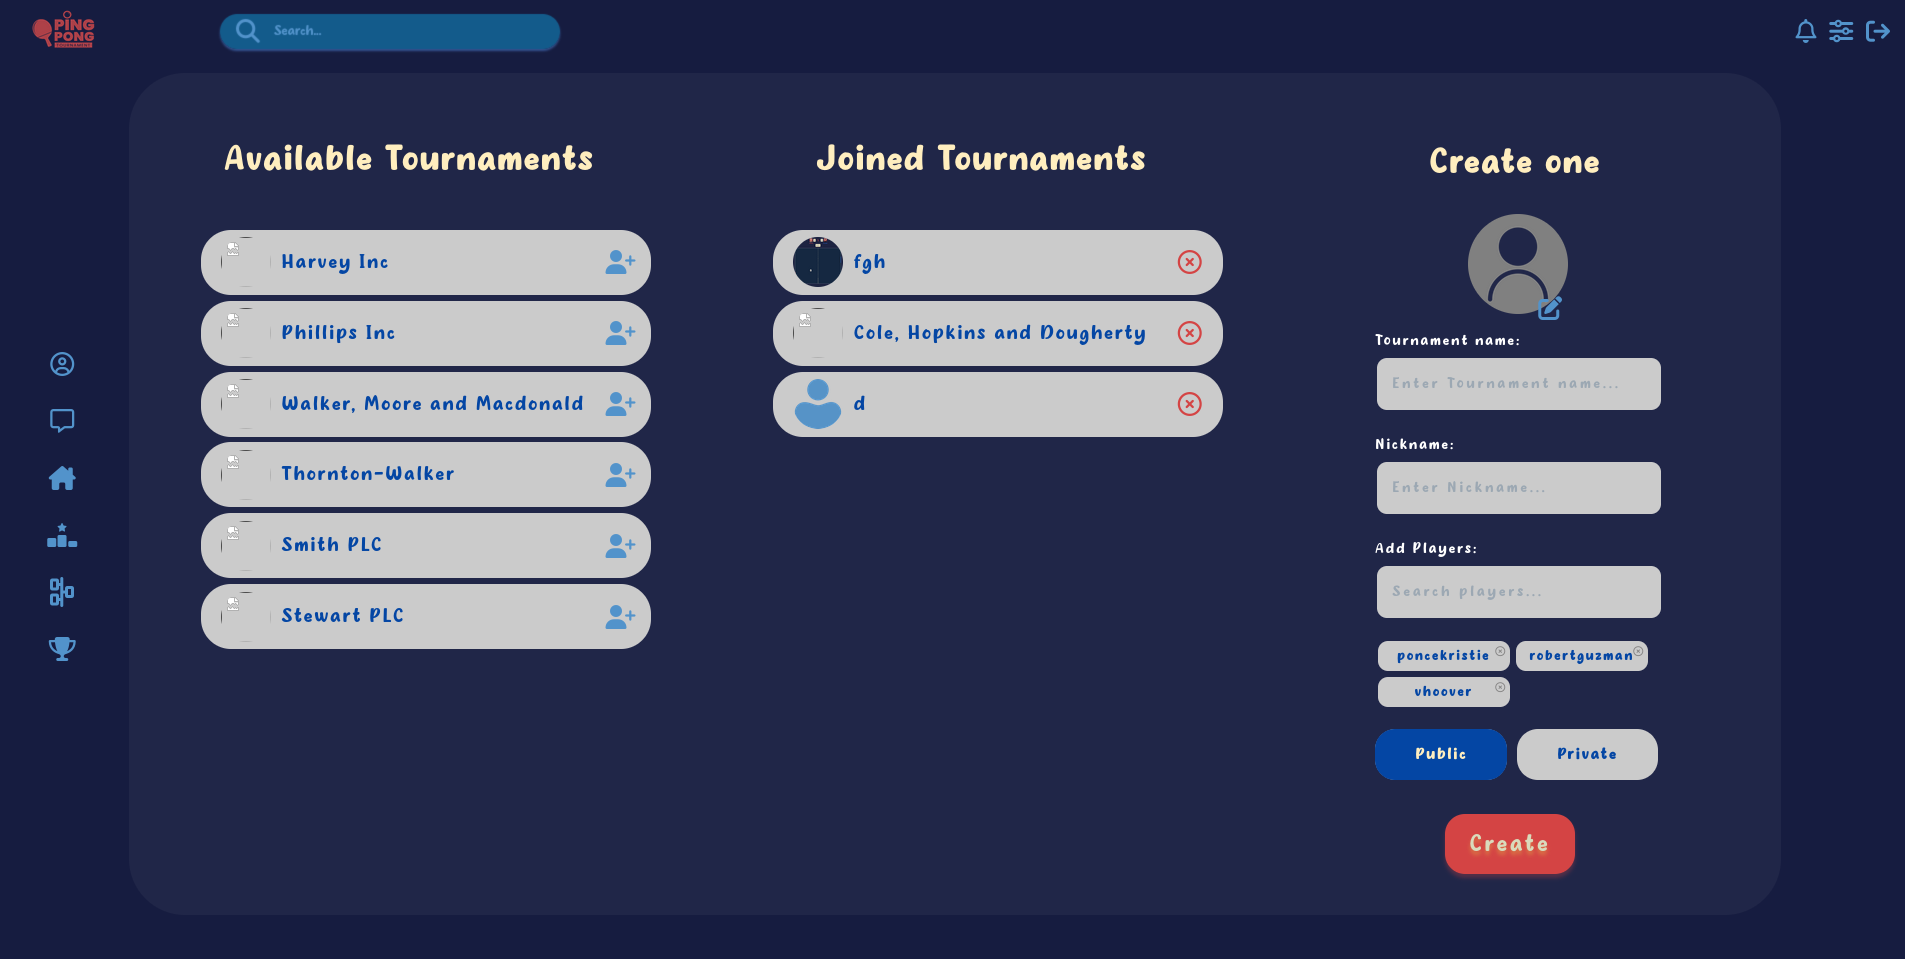 PING
PONG
TOURNAMENT
Search...
Available Tournaments
Harvey Inc
Phillips Inc
Walker, Moore and Macdonald
Thornton-Walker
Smith PLC
Stewart PLC
Joined Tournaments
fgh
Cole, Hopkins and Dougherty
d
Create one
Tournament name:
Enter Tournament name...
Nickname:
Enter Nickname...
Add Players:
Search players...
poncekristie robertguzman
vhoover
Public Private
Create